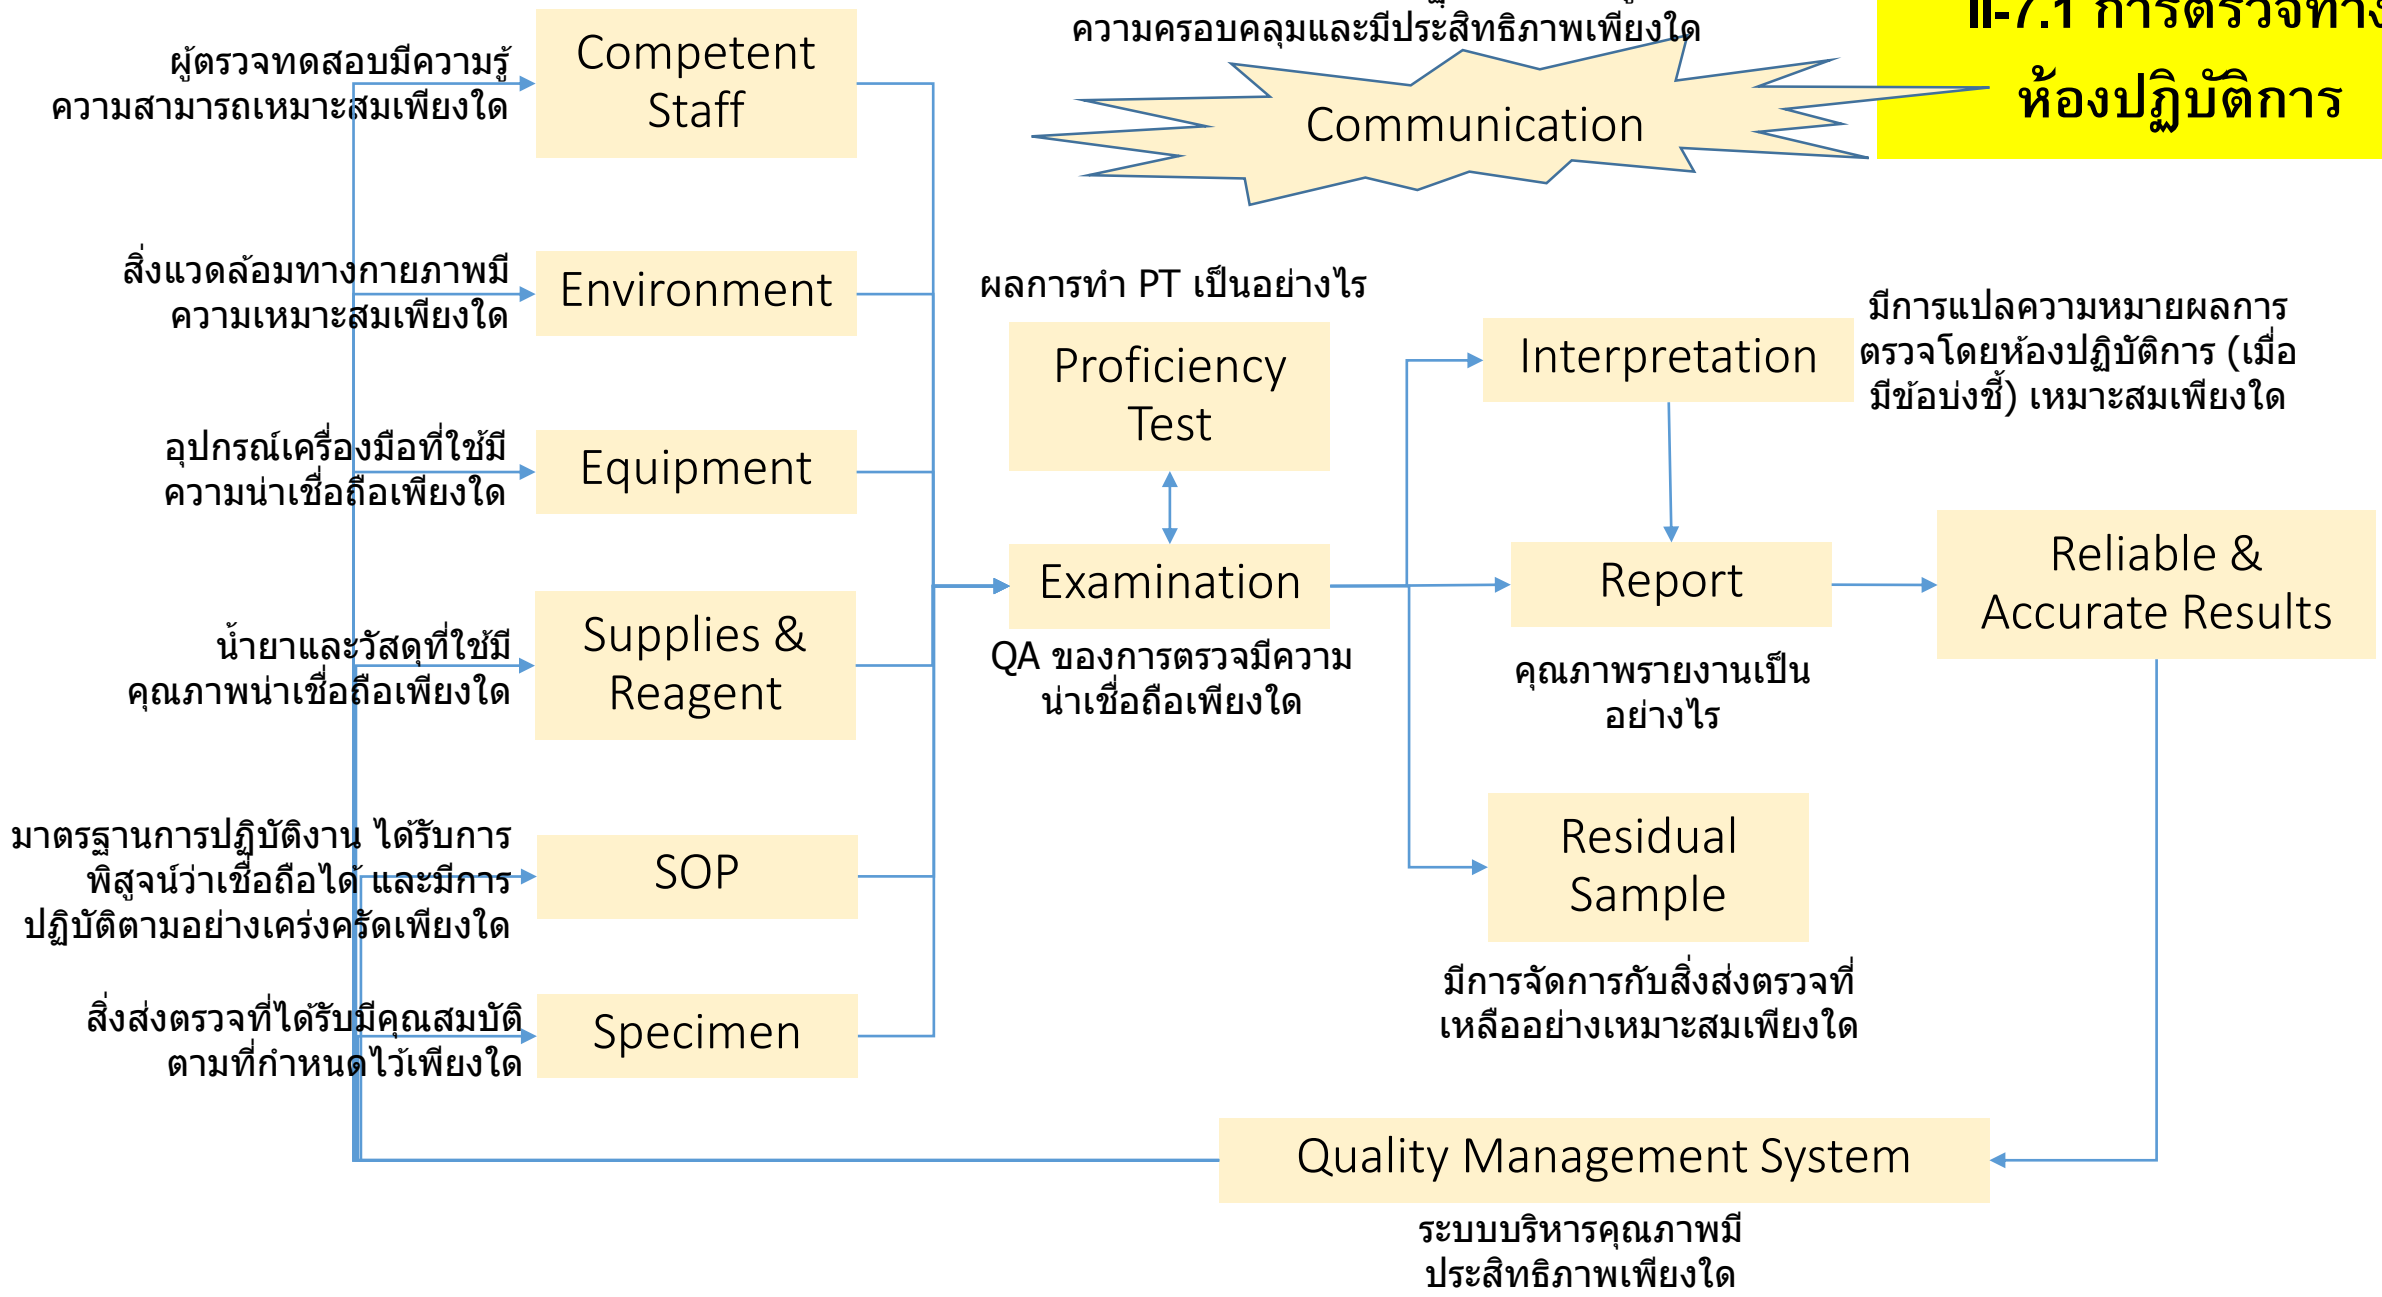 ความครอบคลุมและมีประสิทธิภาพเพียงใด
Communication
II-7.1 การตรวจทาง
ห้องปฏิบัติการ
ผู้ตรวจทดสอบมีความรู้
ความสามารถเหมาะสมเพียงใด
Competent
Staff
สิ่งแวดล้อมทางกายภาพมี
ความเหมาะสมเพียงใด
Environment
อุปกรณ์เครื่องมือที่ใช้มี
ความน่าเชื่อถือเพียงใด
Equipment
น้ำยาและวัสดุที่ใช้มี
คุณภาพน่าเชื่อถือเพียงใด
Supplies &
Reagent
มาตรฐานการปฏิบัติงาน ได้รับการ
พิสูจน์ว่าเชื่อถือได้ และมีการ
ปฏิบัติตามอย่างเคร่งครัดเพียงใด
SOP
สิ่งส่งตรวจที่ได้รับมีคุณสมบัติ
ตามที่กำหนดไว้เพียงใด
Specimen
ผลการทำ PT เป็นอย่างไร
Proficiency
Test
Examination
QA ของการตรวจมีความ
น่าเชื่อถือเพียงใด
Interpretation
มีการแปลความหมายผลการ
ตรวจโดยห้องปฏิบัติการ (เมื่อ
มีข้อบ่งชี้) เหมาะสมเพียงใด
Report
คุณภาพรายงานเป็น
อย่างไร
Reliable &
Accurate Results
Residual
Sample
มีการจัดการกับสิ่งส่งตรวจที่
เหลืออย่างเหมาะสมเพียงใด
Quality Management System
ระบบบริหารคุณภาพมี
ประสิทธิภาพเพียงใด